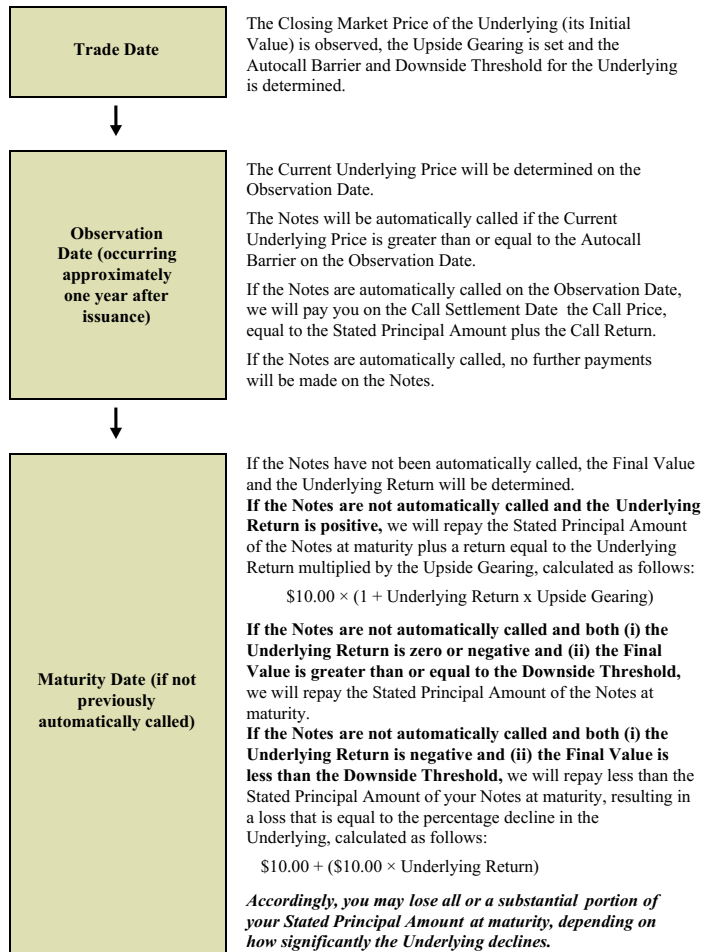 Trade Date
The Closing Market Price of the Underlying (its Initial
Value) is observed, the Upside Gearing is set and the
Autocall Barrier and Downside Threshold for the Underlying
is determined.
Observation
Date (occurring
approximately
one year after
issuance)
The Current Underlying Price will be determined on the
Observation Date.
The Notes will be automatically called if the Current
Underlying Price is greater than or equal to the Autocall
Barrier on the Observation Date.
If the Notes are automatically called on the Observation Date,
we will pay you on the Call Settlement Date the Call Price,
equal to the Stated Principal Amount plus the Call Return.
If the Notes are automatically called, no further payments
will be made on the Notes.
Maturity Date (if not
previously
automatically called)
If the Notes have not been automatically called, the Final Value
and the Underlying Return will be determined.
If the Notes are not automatically called and the Underlying
Return is positive, we will repay the Stated Principal Amount
of the Notes at maturity plus a return equal to the Underlying
Return multiplied by the Upside Gearing, calculated as follows:
$10.00 × (1 + Underlying Return x Upside Gearing)
If the Notes are not automatically called and both (i) the
Underlying Return is zero or negative and (ii) the Final
Value is greater than or equal to the Downside Threshold,
we will repay the Stated Principal Amount of the Notes at
maturity.
If the Notes are not automatically called and both (i) the
Underlying Return is negative and (ii) the Final Value is
less than the Downside Threshold, we will repay less than the
Stated Principal Amount of your Notes at maturity, resulting in
a loss that is equal to the percentage decline in the
Underlying, calculated as follows:
$10.00 + ($10.00 × Underlying Return)
Accordingly, you may lose all or a substantial portion of
your Stated Principal Amount at maturity, depending on
how significantly the Underlying declines.